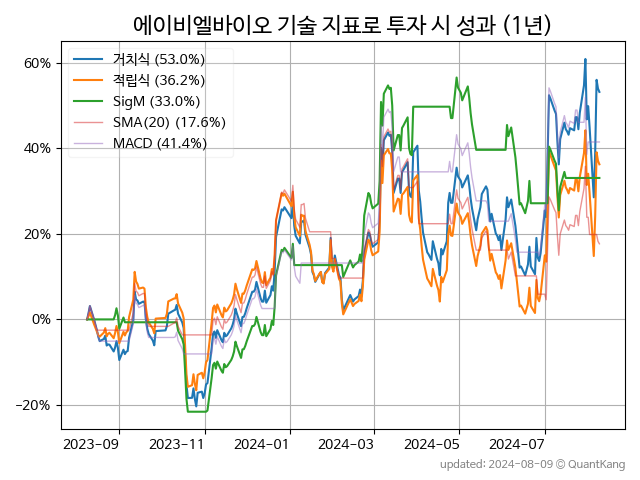 에이비엘바이오 기술 지표로 투자 시 성과 (1년)
거치식 (53.0%)
적립식 (36.2%)
SigM (33.0%)
SMA(20) (17.6%)
MACD (41.4%)
60%
40%
20%
0%
−20%
2023-09
2023-11
2024-01
2024-03
2024-05
2024-07
updated: 2024-08-09 © QuantKang